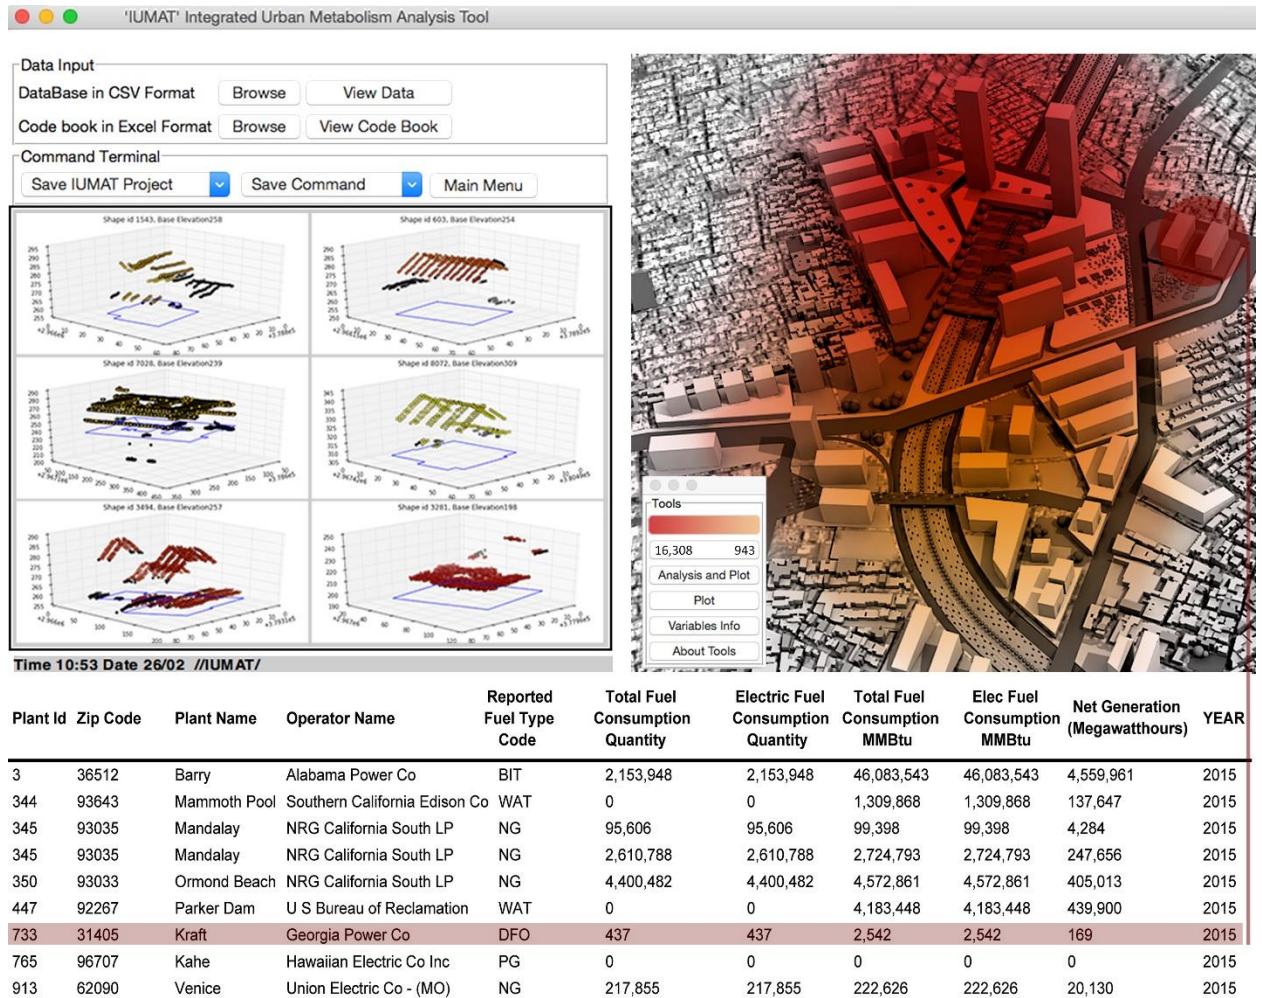 'IUMAT' Integrated Urban Metabolism Analysis Tool
Data Input
DataBase in CSV Format Browse View Data
Code book in Excel Format Browse View Code Book
Command Terminal
Save IUMAT Project Save Command Main Menu
Shape id 1543, Base Elevation258
Shape id 603, Base Elevation254
Shape id 7028, Base Elevation239
Shape id 8072, Base Elevation309
Shape id 3494, Base Elevation257
Shape id 3281, Base Elevation198
Time 10:53 Date 26/02 //IUMAT/
Tools
16,308 943
Analysis and Plot
Plot
Variables Info
About Tools
Plant Id Zip Code Plant Name Operator Name Reported Fuel Type Code Total Fuel Consumption Quantity Electric Fuel Consumption Quantity Total Fuel Consumption MMBtu Elec Fuel Consumption MMBtu Net Generation (Megawatthours) YEAR
3 36512 Barry Alabama Power Co BIT 2,153,948 2,153,948 46,083,543 46,083,543 4,559,961 2015
344 93643 Mammoth Pool Southern California Edison Co WAT 0 0 1,309,868 1,309,868 137,647 2015
345 93035 Mandalay NRG California South LP NG 95,606 95,606 99,398 99,398 4,284 2015
345 93035 Mandalay NRG California South LP NG 2,610,788 2,610,788 2,724,793 2,724,793 247,656 2015
350 93033 Ormond Beach NRG California South LP NG 4,400,482 4,400,482 4,572,861 4,572,861 405,013 2015
447 92267 Parker Dam U S Bureau of Reclamation WAT 0 0 4,183,448 4,183,448 439,900 2015
733 31405 Kraft Georgia Power Co DFO 437 437 2,542 2,542 169 2015
765 96707 Kahe Hawaiian Electric Co Inc PG 0 0 0 0 0 2015
913 62090 Venice Union Electric Co - (MO) NG 217,855 217,855 222,626 222,626 20,130 2015